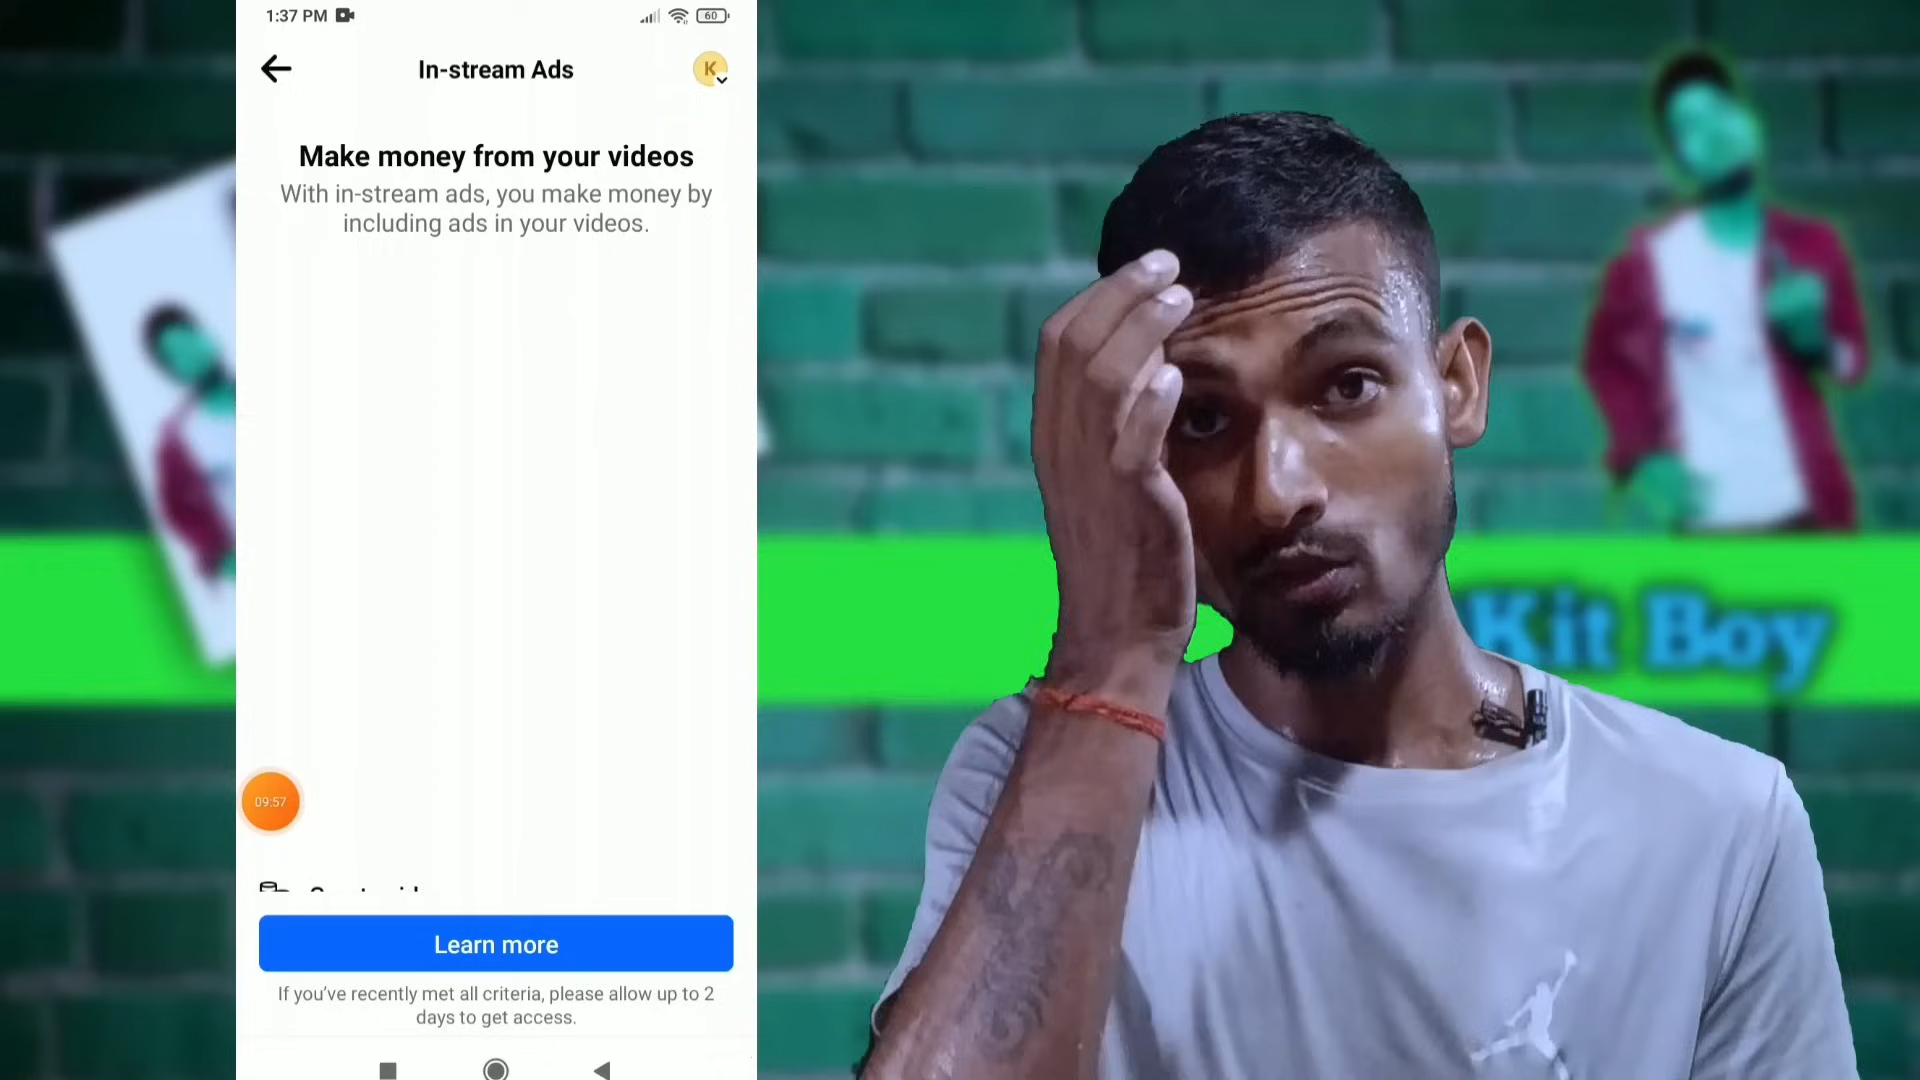 1:37 PM
60
In-stream Ads
K
Make money from your videos
With in-stream ads, you make money by
including ads in your videos.
09:57
Learn more
If you’ve recently met all criteria, please allow up to 2
days to get access.
Kit Boy